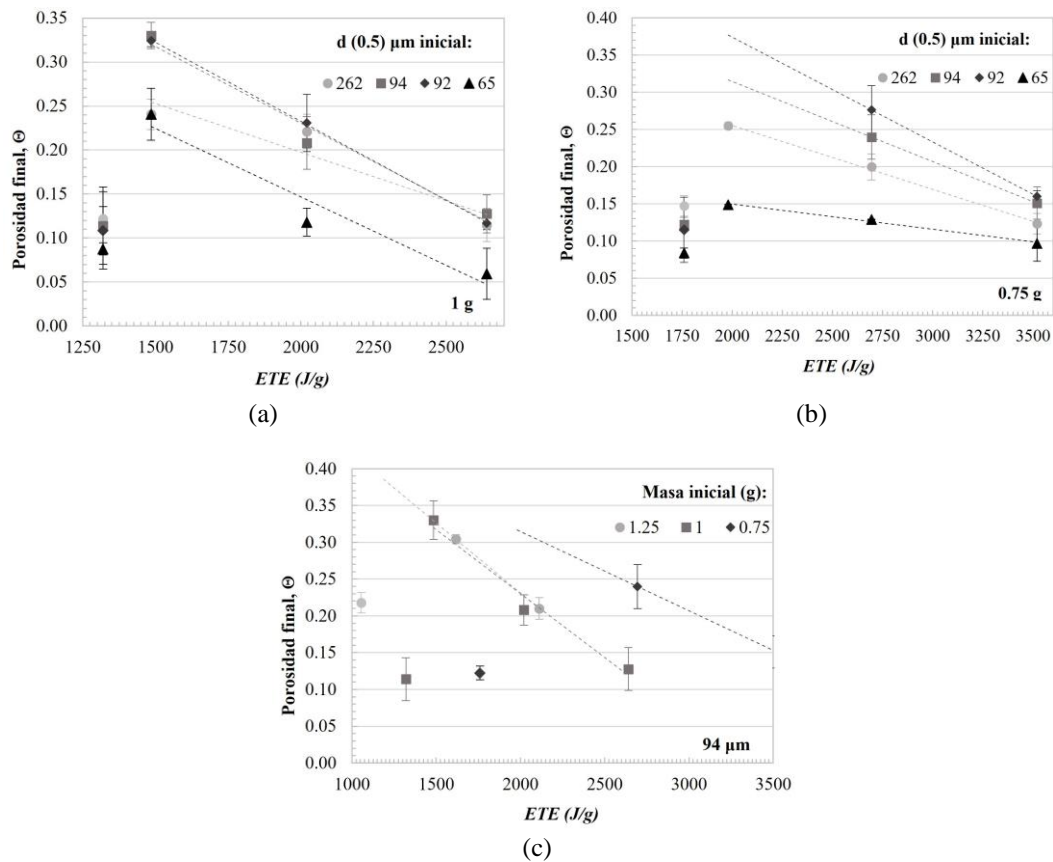 0.35
0.30
0.25
0.20
0.15
0.10
0.05
0.00
Porosidad final, Θ
d (0.5) µm inicial:
262 94 92 65
1 g
1250 1500 1750 2000 2250 2500
ETE (J/g)
(a)
0.40
0.35
0.30
0.25
0.20
0.15
0.10
0.05
0.00
Porosidad final, Θ
d (0.5) µm inicial:
262 94 92 65
0.75 g
1500 1750 2000 2250 2500 2750 3000 3250 3500
ETE (J/g)
(b)
0.40
0.35
0.30
0.25
0.20
0.15
0.10
0.05
0.00
Porosidad final, Θ
Masa inicial (g):
1.25 1 0.75
94 µm
1000 1500 2000 2500 3000 3500
ETE (J/g)
(c)